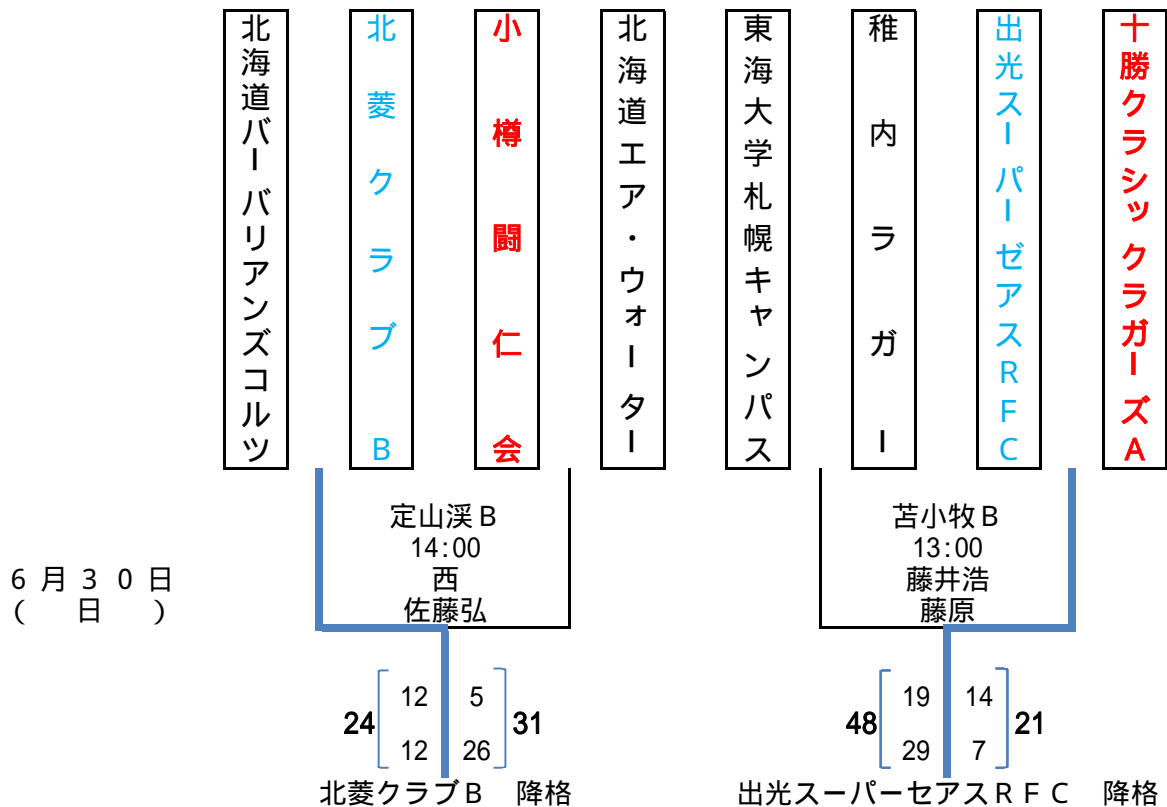 北海道バーバリアンズコルツ
北菱クラブB
小樽闘仁会
北海道エア・ウォーター
東海大学札幌キャンパス
稚内ラガー
出光スーパーゼアスRFC
十勝クラシッククラガーズA
6月30日
(　日　)
定山渓B
14:00
西
佐藤弘
苫小牧B
13:00
藤井浩
藤原
24
12 5
12 26
31
48
19 14
29 7
21
北菱クラブB　降格
出光スーパーセアスRFC　降格